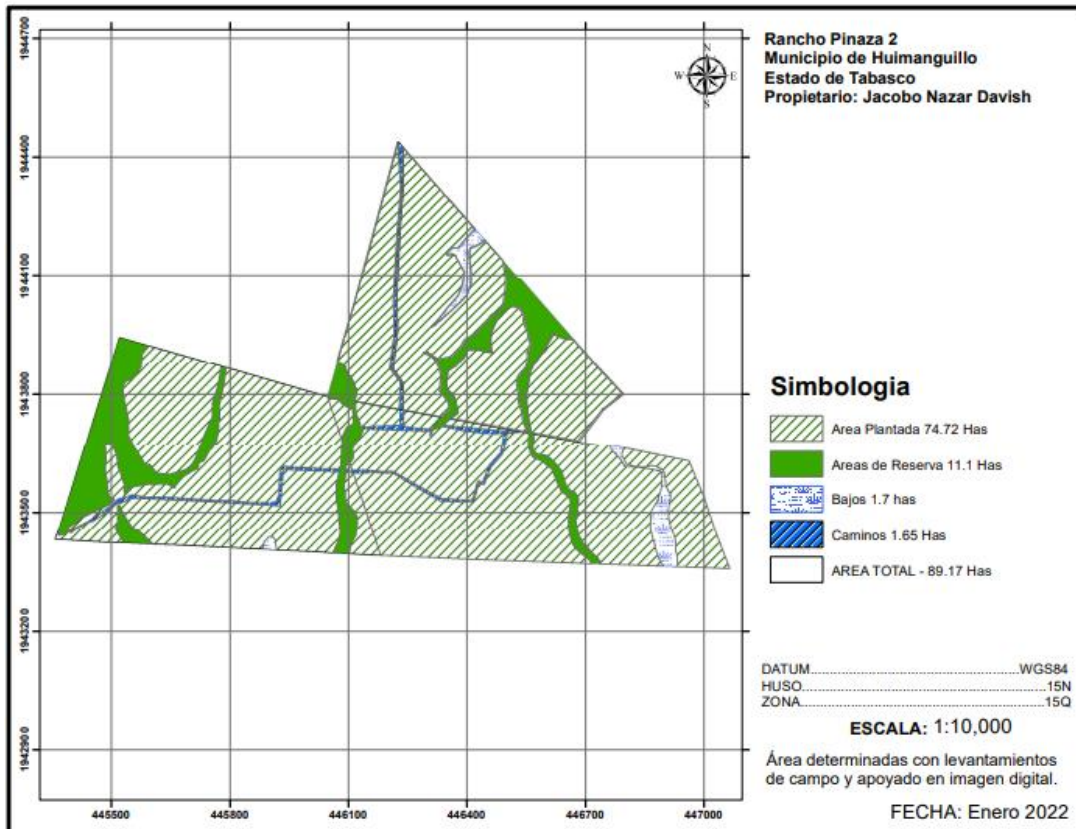 Rancho Pinaza 2
Municipio de Huimanguillo
Estado de Tabasco
Propietario: Jacobo Nazar Davish
N
W E
S
1944700
1944400
1944100
1943800
1943500
1943200
1942900
445500 445800 446100 446400 446700 447000
Simbologia
Area Plantada 74.72 Has
Areas de Reserva 11.1 Has
Bajos 1.7 has
Caminos 1.65 Has
AREA TOTAL - 89.17 Has
DATUM.....................................................WGS84
HUSO..............................................................15N
ZONA..............................................................15Q
ESCALA: 1:10,000
Área determinadas con levantamientos
de campo y apoyado en imagen digital.
FECHA: Enero 2022